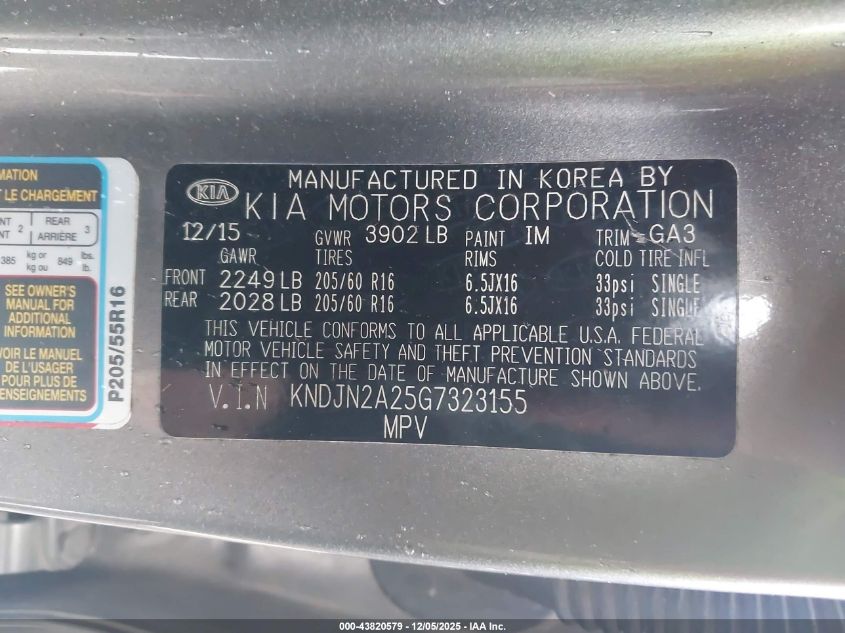 MATION
T LE CHARGEMENT
NT 2 REAR 3
NT ARRIÈRE
385 kg or kg ou 849 lbs. lb.
SEE OWNER'S
MANUAL FOR
ADDITIONAL
INFORMATION
VOIR LE MANUEL
DE L'USAGER
POUR PLUS DE
RENSEIGNEMENTS
P205/55R16
KIA
MANUFACTURED IN KOREA BY
KIA MOTORS CORPORATION
12/15 GVWR 3902 LB PAINT IM TRIM GA3
GAWR TIRES RIMS COLD TIRE INFL
FRONT 2249 LB 205/60 R16 6.5JX16 33psi SINGLE
REAR 2028 LB 205/60 R16 6.5JX16 33psi SINGLE
THIS VEHICLE CONFORMS TO ALL APPLICABLE U.S.A. FEDERAL
MOTOR VEHICLE SAFETY AND THEFT PREVENTION STANDARDS
IN EFFECT ON THE DATE OF MANUFACTURE SHOWN ABOVE.
V.I.N KNDJN2A25G7323155
MPV
000-43820579 - 12/05/2025 - IAA Inc.